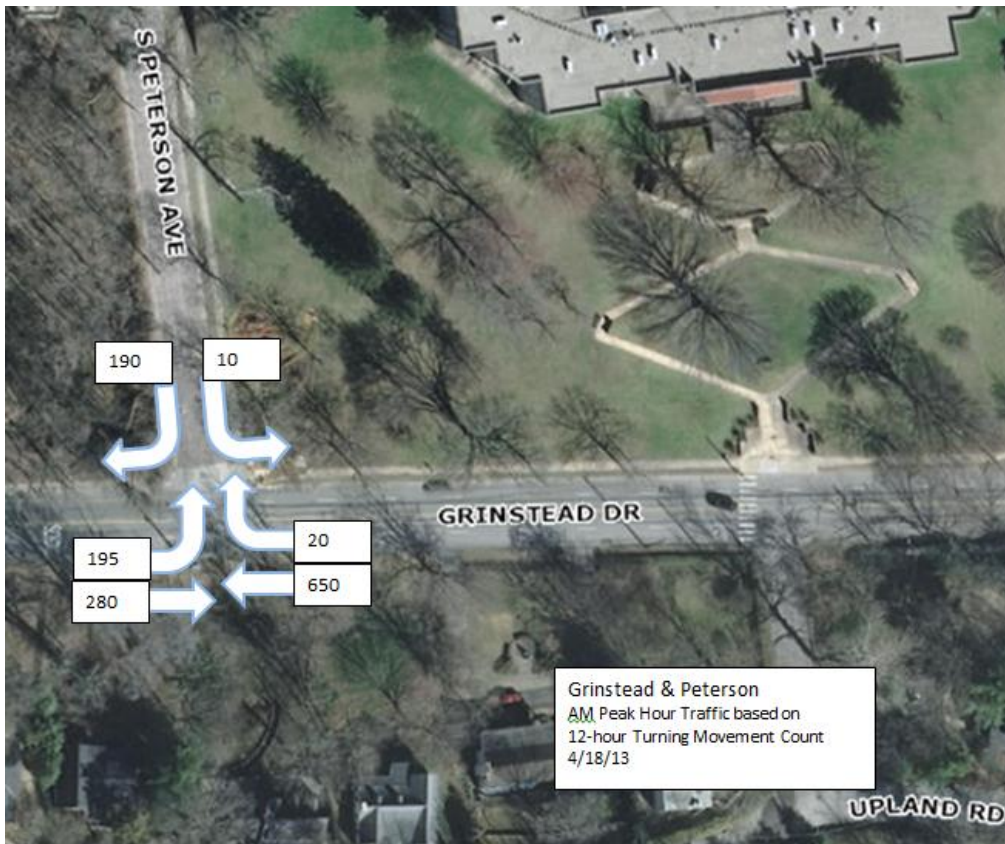 S PETERSON AVE
190
10
GRINSTEAD DR
195
20
280
650
Grinstead & Peterson
AM Peak Hour Traffic based on
12-hour Turning Movement Count
4/18/13
UPLAND RD